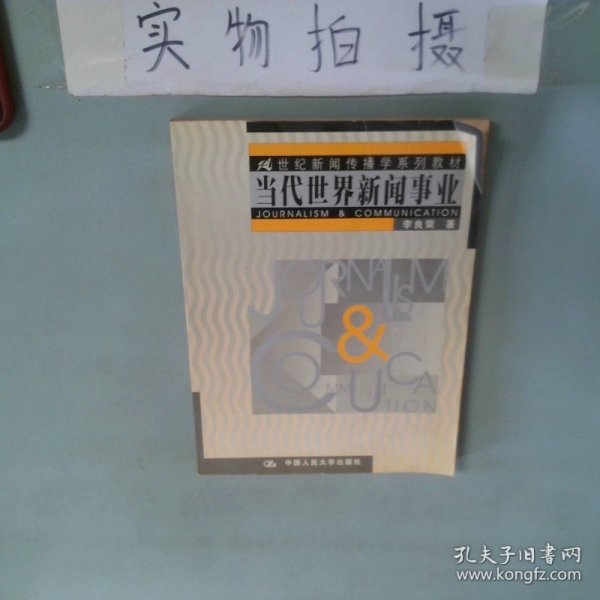 实物拍摄
21世纪新闻传播学系列教材
当代世界新闻事业
JOURNALISM & COMMUNICATION
李良荣 著
JOURNALISM
&
COMMUNICATION
中国人民大学出版社
孔夫子旧书网
www.kongfz.com